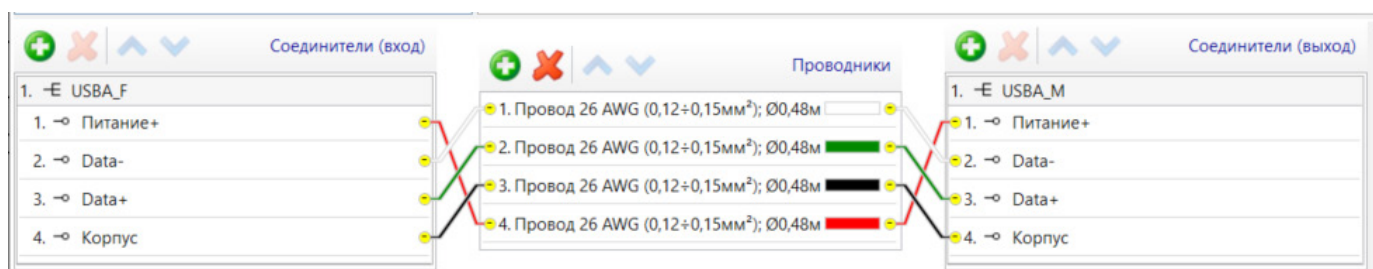 Соединители (вход)
1. USBA_F
1. Питание+
2. Data-
3. Data+
4. Корпус
Проводники
1. Провод 26 AWG (0,12÷0,15мм²); Ø0,48м
2. Провод 26 AWG (0,12÷0,15мм²); Ø0,48м
3. Провод 26 AWG (0,12÷0,15мм²); Ø0,48м
4. Провод 26 AWG (0,12÷0,15мм²); Ø0,48м
Соединители (выход)
1. USBA_M
1. Питание+
2. Data-
3. Data+
4. Корпус